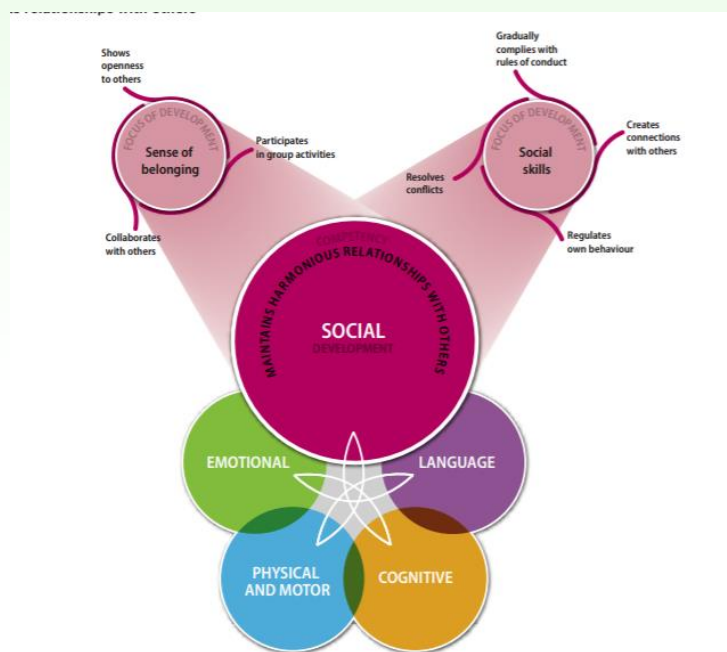 Shows
openness
to others
FOCUS OF DEVELOPMENT
Sense of
belonging
Participates
in group activities
Collaborates
with others
Gradually
complies with
rules of conduct
FOCUS OF DEVELOPMENT
Social
skills
Creates
connections
with others
Resolves
conflicts
Regulates
own behaviour
COMPETENCY
MAINTAINS HARMONIOUS RELATIONSHIPS WITH OTHERS
SOCIAL
DEVELOPMENT
EMOTIONAL
LANGUAGE
PHYSICAL
AND MOTOR
COGNITIVE